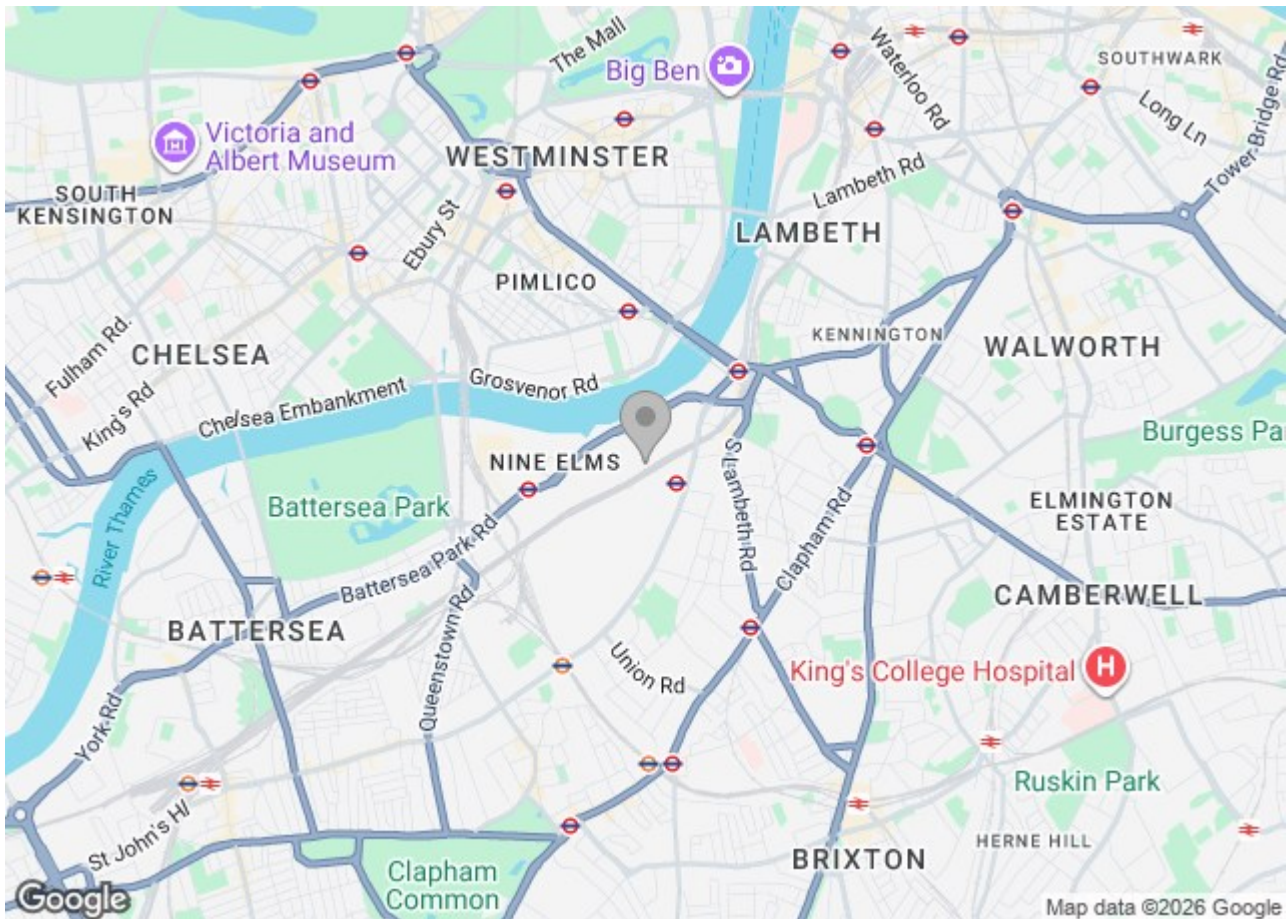 The Mall
Big Ben
Waterloo Rd
SOUTHWARK
Long Ln
Tower Bridge Rd
Victoria and
Albert Museum
WESTMINSTER
Lambeth Rd
SOUTH
KENSINGTON
Ebury St
LAMBETH
PIMLICO
KENNINGTON
Fulham Rd.
CHELSEA
WALWORTH
King's Rd
Chelsea Embankment
Grosvenor Rd
Burgess Par
NINE ELMS
S Lambeth Rd
Clapham Rd
Battersea Park
ELMINGTON
ESTATE
River Thames
Battersea Park Rd
CAMBERWELL
BATTERSEA
Queenstown Rd
Union Rd
King's College Hospital
H
York Rd
Ruskin Park
St John's Hl
HERNE HILL
Clapham
Common
BRIXTON
Google
Map data ©2026 Google